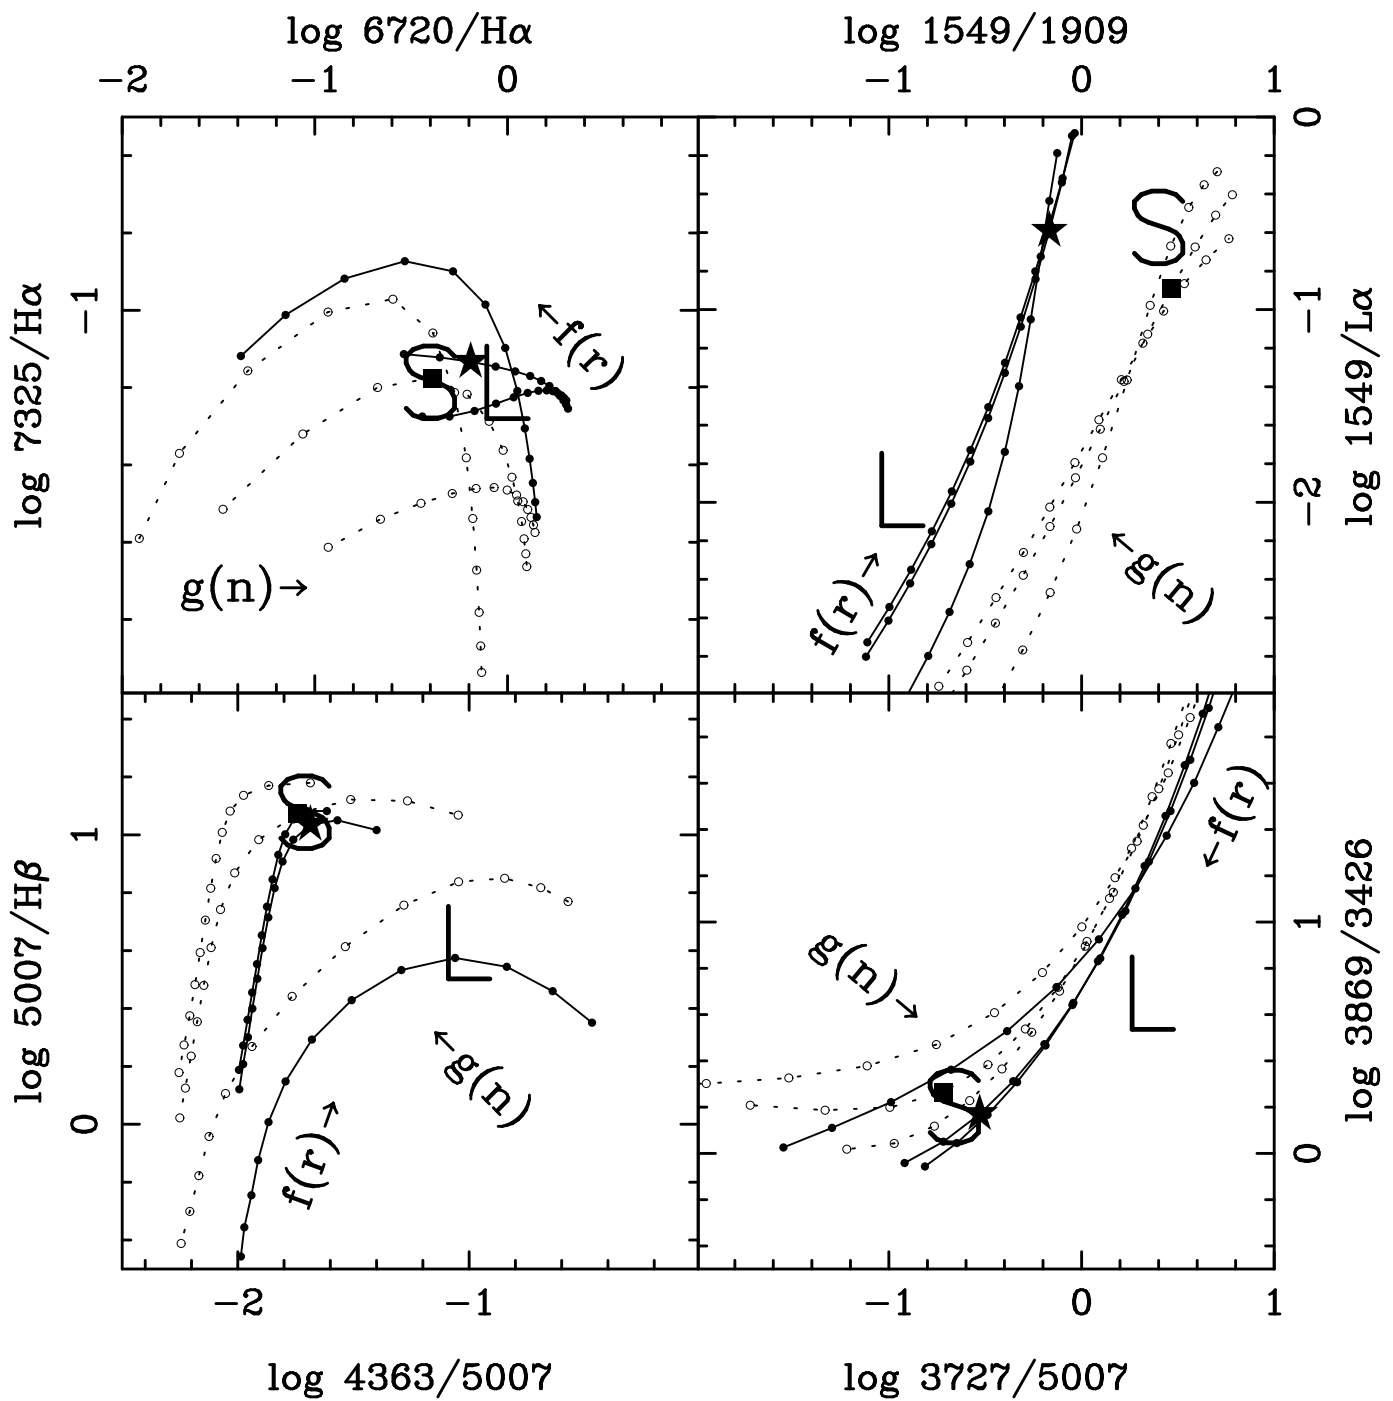 log 6720/Hα
log 1549/1909
−2 −1 0
−1 0 1
log 7325/Hα
−1
f(r)
S
L
g(n)
0
−1
−2
log 1549/Lα
S
L
f(r)
g(n)
log 5007/Hβ
1
0
S
L
g(n)
f(r)
1
0
log 3869/3426
f(r)
g(n)
L
S
−2 −1
−1 0 1
log 4363/5007
log 3727/5007